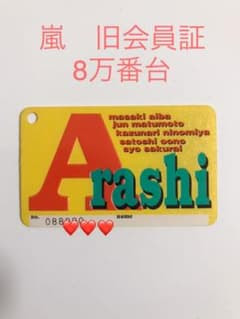 嵐　旧会員証
8万番台
masaki aiba
jun matumoto
kazunari ninomiya
satoshi oono
syo sakurai
Arashi
No.